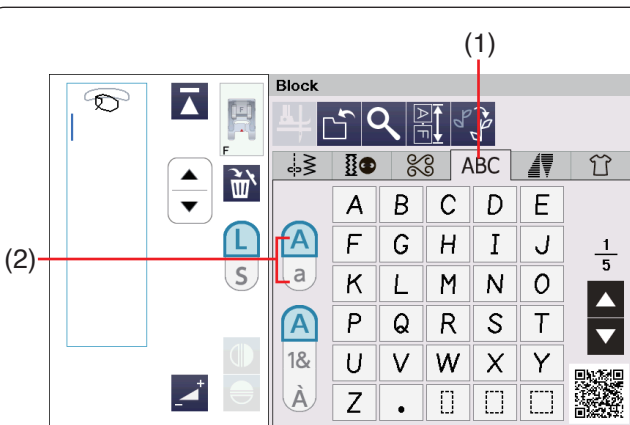 (1)
Block
F
F
A F
ABC
A B C D E
(2)
L
S
A
a
F G H I J
1
5
K L M N O
A
1&
À
P Q R S T
U V W X Y
Z .